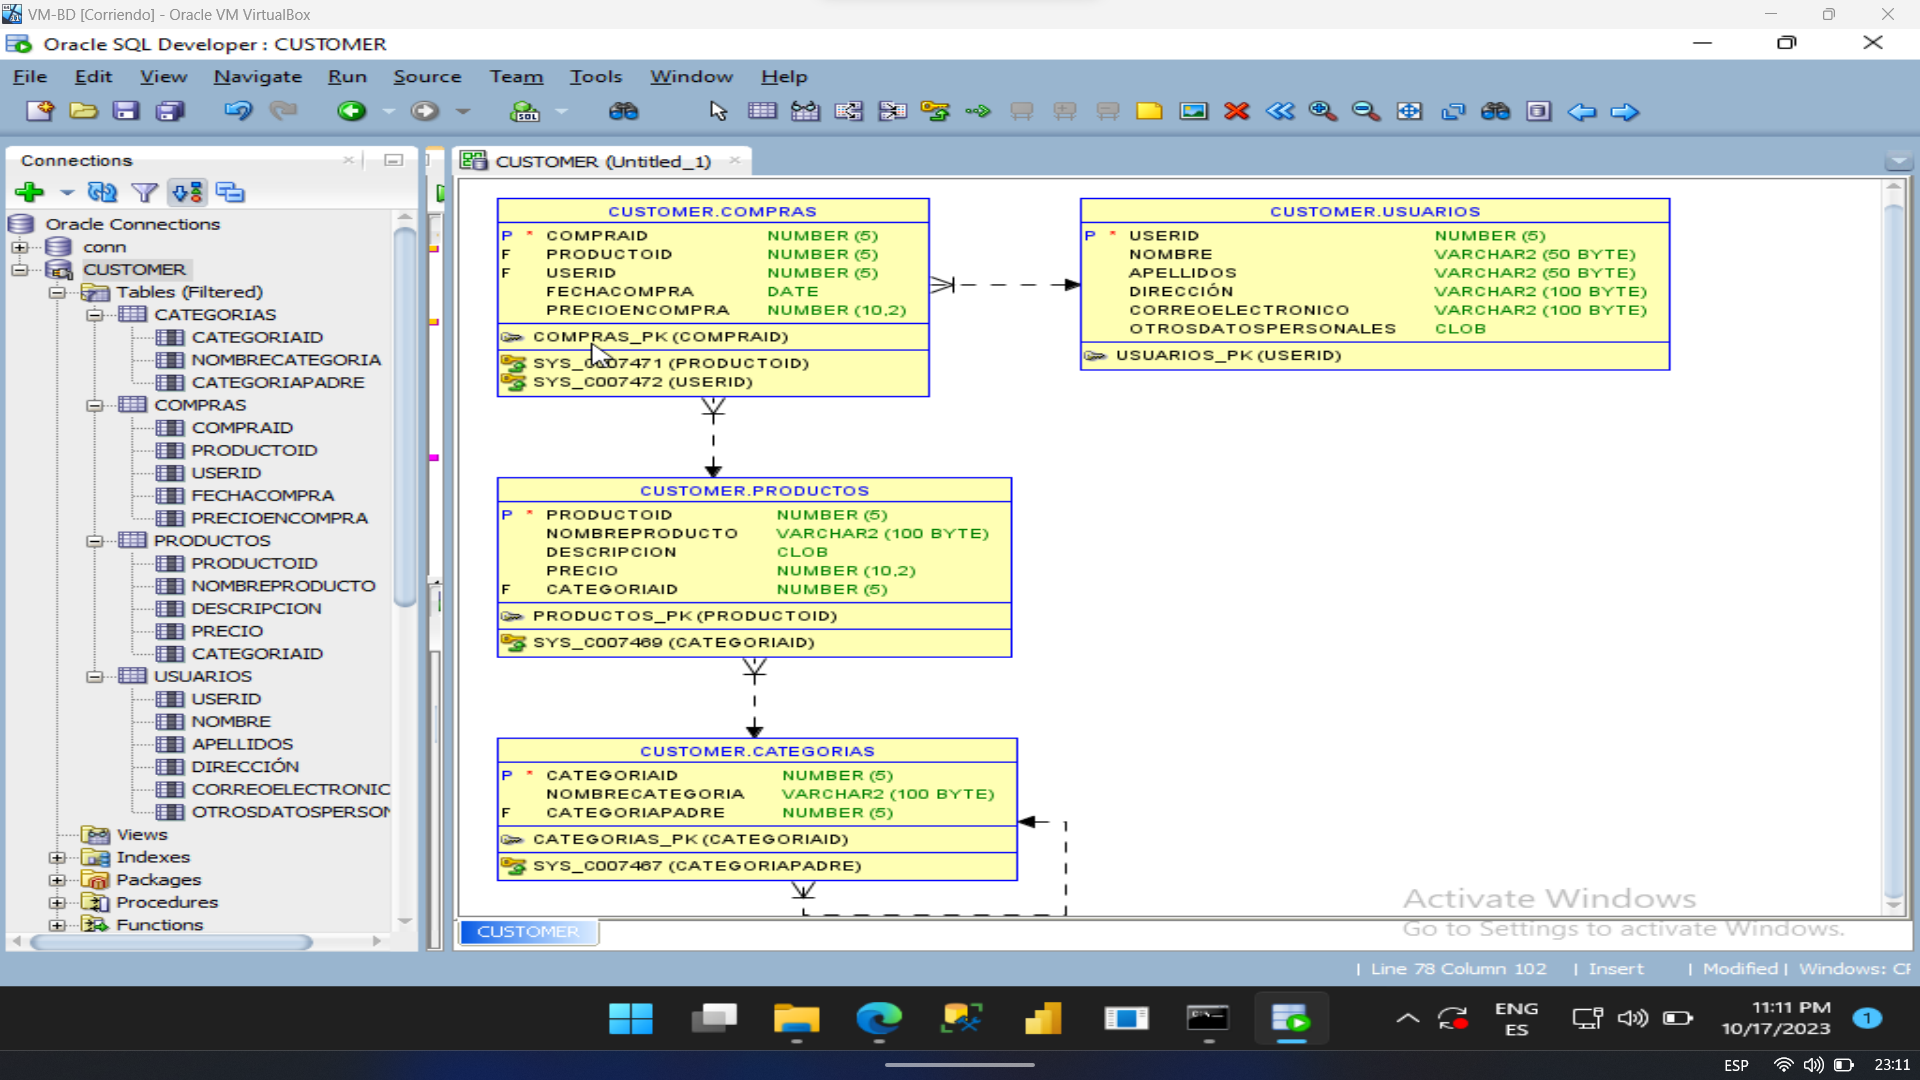 VM-BD [Corriendo] - Oracle VM VirtualBox
Oracle SQL Developer : CUSTOMER
File Edit View Navigate Run Source Team Tools Window Help
SQL
Connections
Oracle Connections
conn
CUSTOMER
Tables (Filtered)
CATEGORIAS
CATEGORIAID
NOMBRECATEGORIA
CATEGORIAPADRE
COMPRAS
COMPRAID
PRODUCTOID
USERID
FECHACOMPRA
PRECIOENCOMPRA
PRODUCTOS
PRODUCTOID
NOMBREPRODUCTO
DESCRIPCION
PRECIO
CATEGORIAID
USUARIOS
USERID
NOMBRE
APELLIDOS
DIRECCIÓN
CORREOELECTRONIC
OTROSDATOSPERSON
Views
Indexes
Packages
Procedures
Functions
CUSTOMER (Untitled_1)
CUSTOMER.COMPRAS
P * COMPRAID NUMBER (5)
F PRODUCTOID NUMBER (5)
F USERID NUMBER (5)
FECHACOMPRA DATE
PRECIOENCOMPRA NUMBER (10,2)
COMPRAS_PK (COMPRAID)
SYS_C007471 (PRODUCTOID)
SYS_C007472 (USERID)
CUSTOMER.USUARIOS
P * USERID NUMBER (5)
NOMBRE VARCHAR2 (50 BYTE)
APELLIDOS VARCHAR2 (50 BYTE)
DIRECCIÓN VARCHAR2 (100 BYTE)
CORREOELECTRONICO VARCHAR2 (100 BYTE)
OTROSDATOSPERSONALES CLOB
USUARIOS_PK (USERID)
CUSTOMER.PRODUCTOS
P * PRODUCTOID NUMBER (5)
NOMBREPRODUCTO VARCHAR2 (100 BYTE)
DESCRIPCION CLOB
PRECIO NUMBER (10,2)
F CATEGORIAID NUMBER (5)
PRODUCTOS_PK (PRODUCTOID)
SYS_C007469 (CATEGORIAID)
CUSTOMER.CATEGORIAS
P * CATEGORIAID NUMBER (5)
NOMBRECATEGORIA VARCHAR2 (100 BYTE)
F CATEGORIAPADRE NUMBER (5)
CATEGORIAS_PK (CATEGORIAID)
SYS_C007467 (CATEGORIAPADRE)
Activate Windows
Go to Settings to activate Windows.
CUSTOMER
| Line 78 Column 102 | Insert | Modified | Windows: CF
ENG
ES
11:11 PM
10/17/2023
1
ESP 23:11